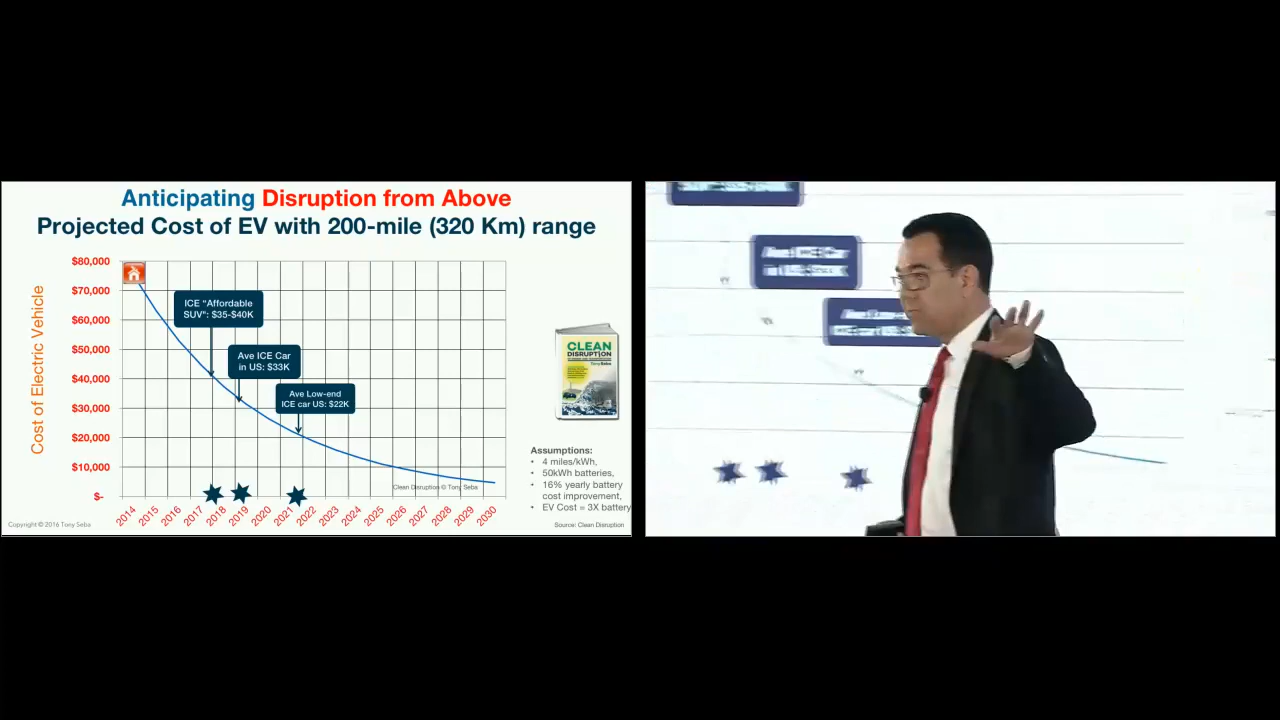 Anticipating Disruption from Above
Projected Cost of EV with 200-mile (320 Km) range
Cost of Electric Vehicle
$80,000
$70,000
$60,000
$50,000
$40,000
$30,000
$20,000
$10,000
$-
ICE "Affordable
SUV": $35-$40K
Ave ICE Car
in US: $33K
Ave Low-end
ICE car US: $22K
2014
2015
2016
2017
2018
2019
2020
2021
2022
2023
2024
2025
2026
2027
2028
2029
2030
Clean Disruption © Tony Seba
CLEAN
DISRUPTION
Tony Seba
Assumptions:
• 4 miles/kWh,
• 50kWh batteries,
• 16% yearly battery
cost improvement,
• EV Cost = 3X battery
Copyright © 2016 Tony Seba
Source: Clean Disruption
Ave ICE Car